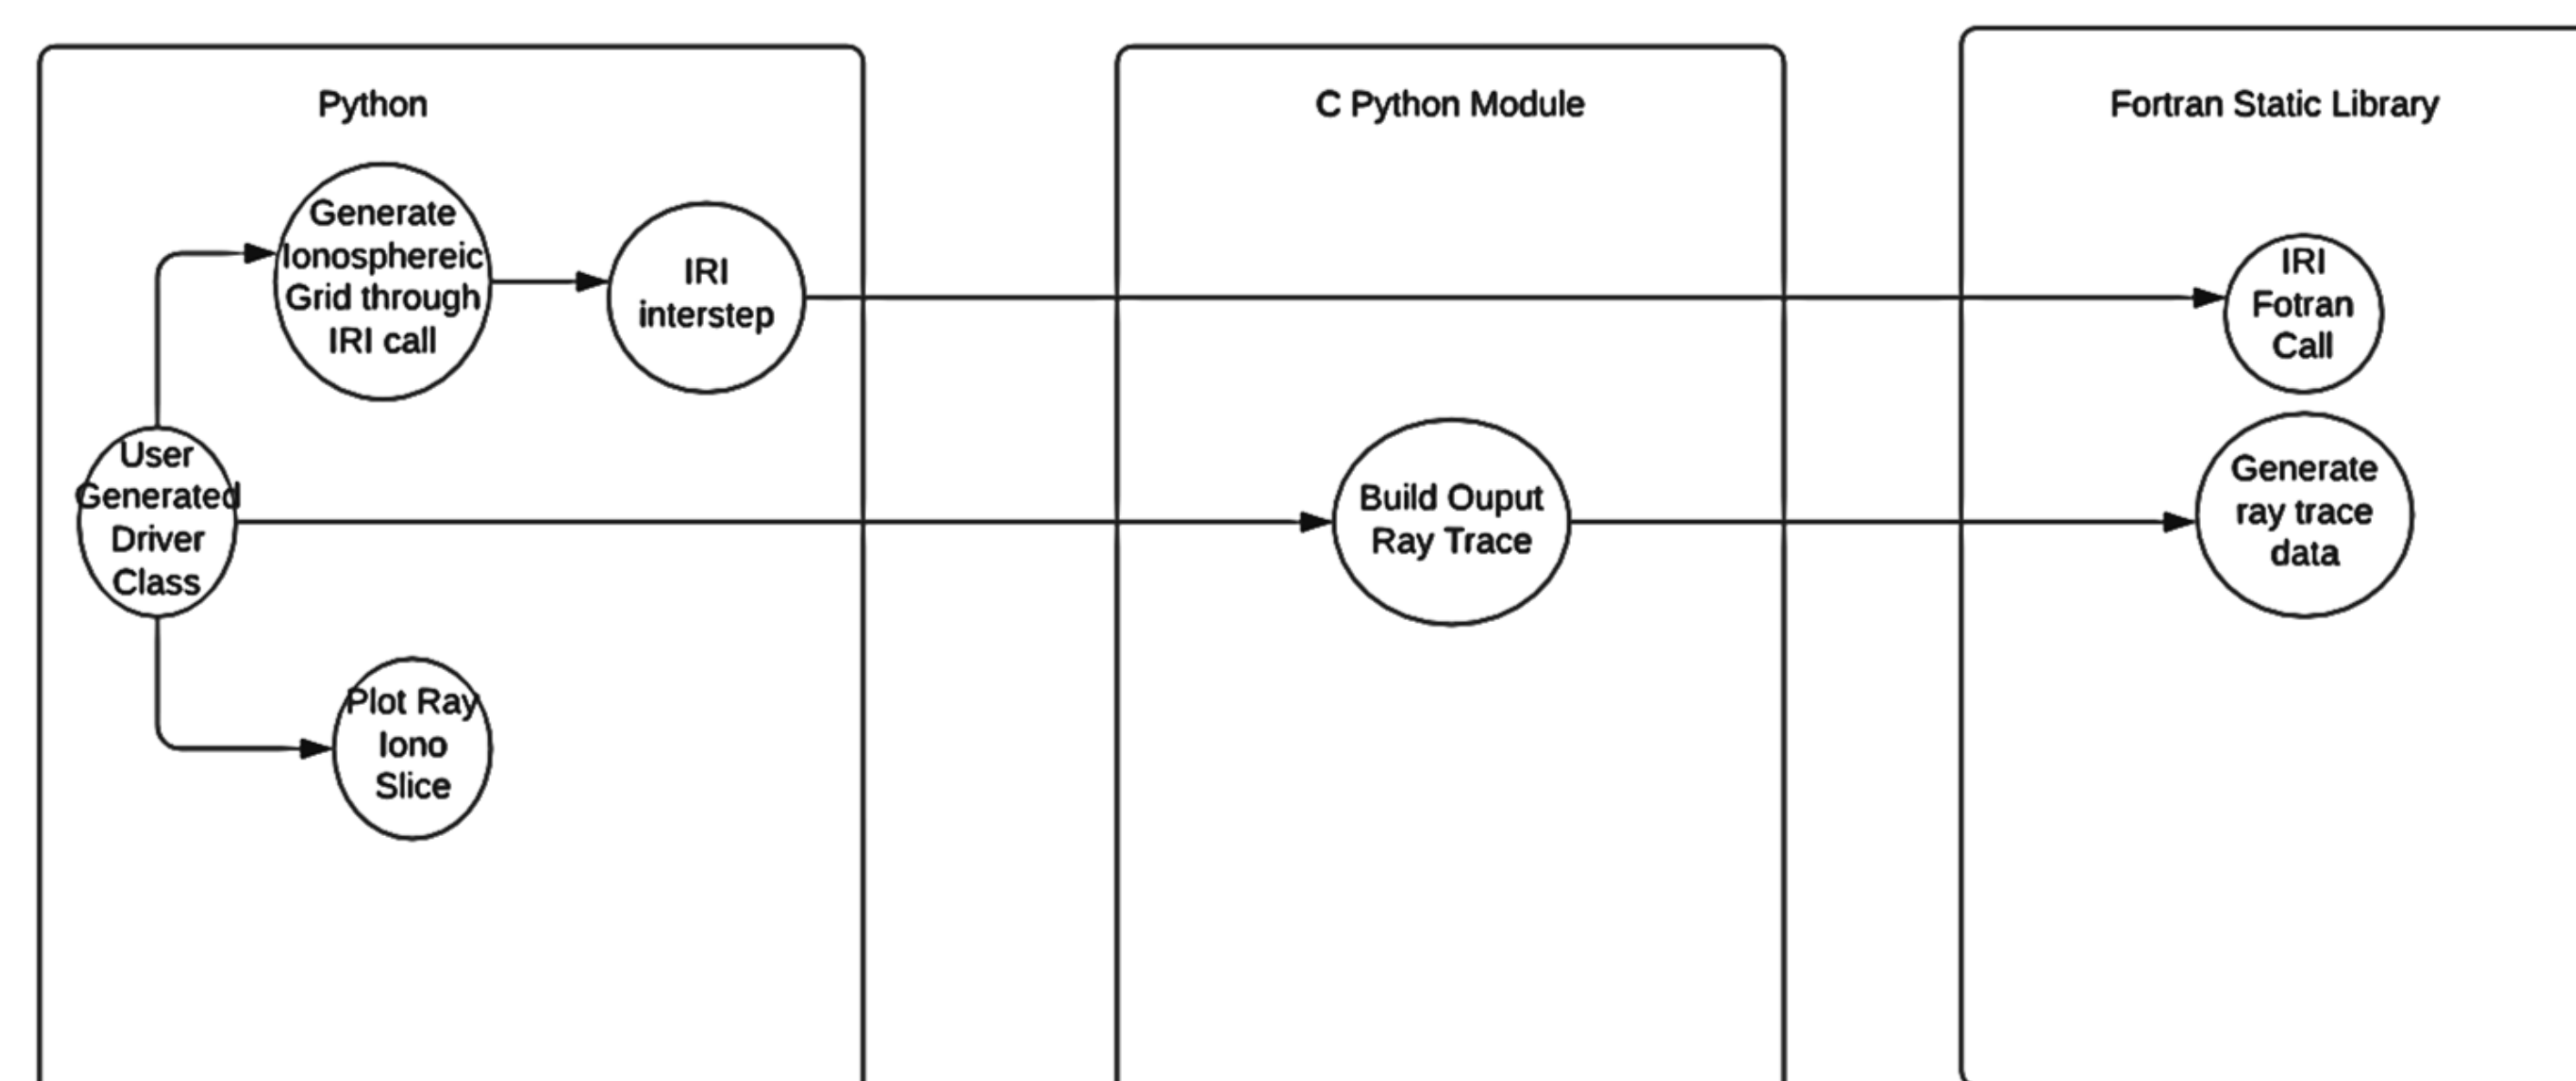 Python
C Python Module
Fortran Static Library
Generate
Ionosphereic
Grid through
IRI call
IRI
interstep
IRI
Fotran
Call
User
Generated
Driver
Class
Build Ouput
Ray Trace
Generate
ray trace
data
Plot Ray
Iono
Slice